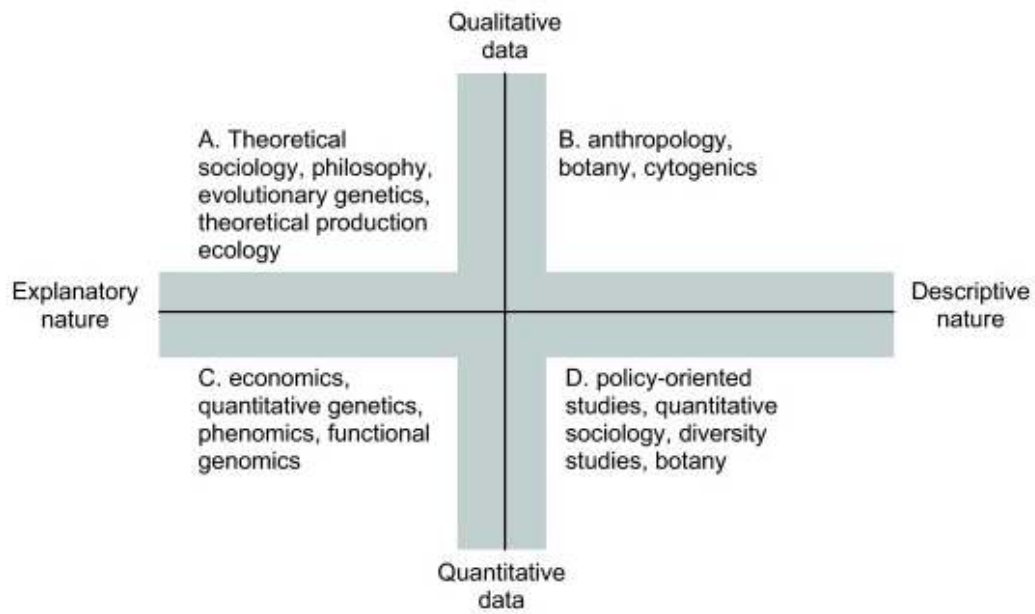 Qualitative
data
A. Theoretical
sociology, philosophy,
evolutionary genetics,
theoretical production
ecology
B. anthropology,
botany, cytogenics
Explanatory
nature
Descriptive
nature
C. economics,
quantitative genetics,
phenomics, functional
genomics
D. policy-oriented
studies, quantitative
sociology, diversity
studies, botany
Quantitative
data